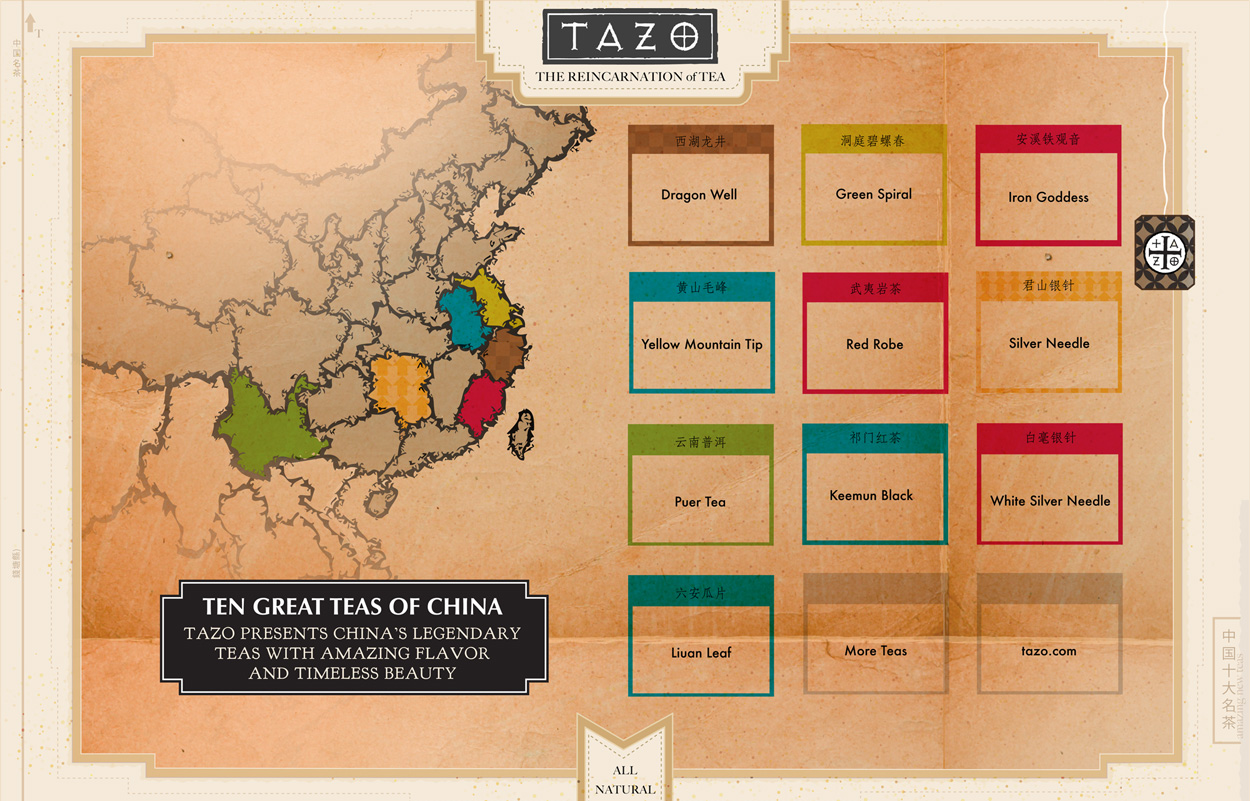 TAZO
THE REINCARNATION of TEA
西湖龙井
Dragon Well
洞庭碧螺春
Green Spiral
安溪铁观音
Iron Goddess
黄山毛峰
Yellow Mountain Tip
武夷岩茶
Red Robe
君山银针
Silver Needle
云南普洱
Puer Tea
祁门红茶
Keemun Black
白毫银针
White Silver Needle
六安瓜片
Liuan Leaf
More Teas
tazo.com
TEN GREAT TEAS OF CHINA
TAZO PRESENTS CHINA'S LEGENDARY
TEAS WITH AMAZING FLAVOR
AND TIMELESS BEAUTY
ALL
NATURAL
中国十大名茶
T
TAZO